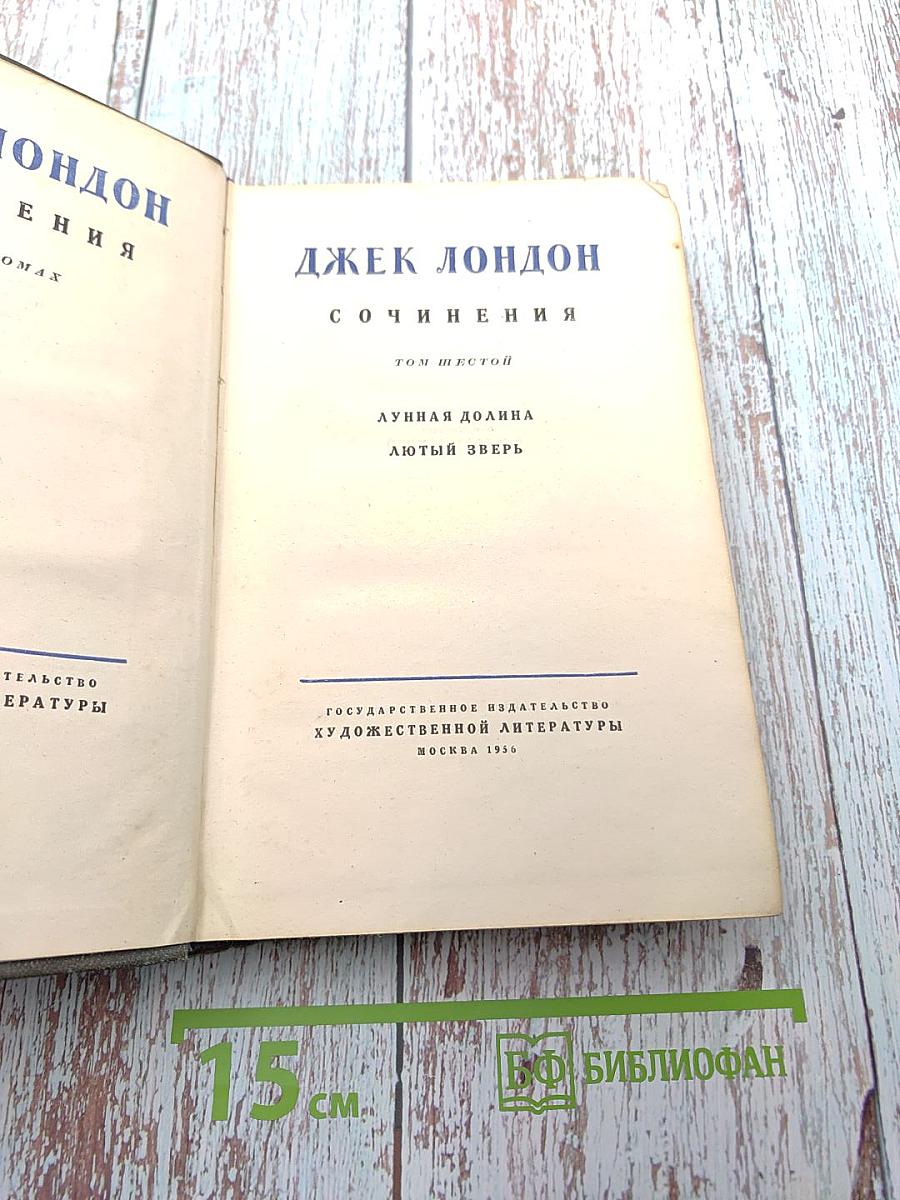 ЛОНДОН
ЕНИЯ
ОМАХ
ТЕЛЬСТВО
ЕРАТУРЫ
ДЖЕК ЛОНДОН
СОЧИНЕНИЯ
ТОМ ШЕСТОЙ
ЛУННАЯ ДОЛИНА
ЛЮТЫЙ ЗВЕРЬ
ГОСУДАРСТВЕННОЕ ИЗДАТЕЛЬСТВО
ХУДОЖЕСТВЕННОЙ ЛИТЕРАТУРЫ
МОСКВА 1956
15 см
БФ БИБЛИОФАН